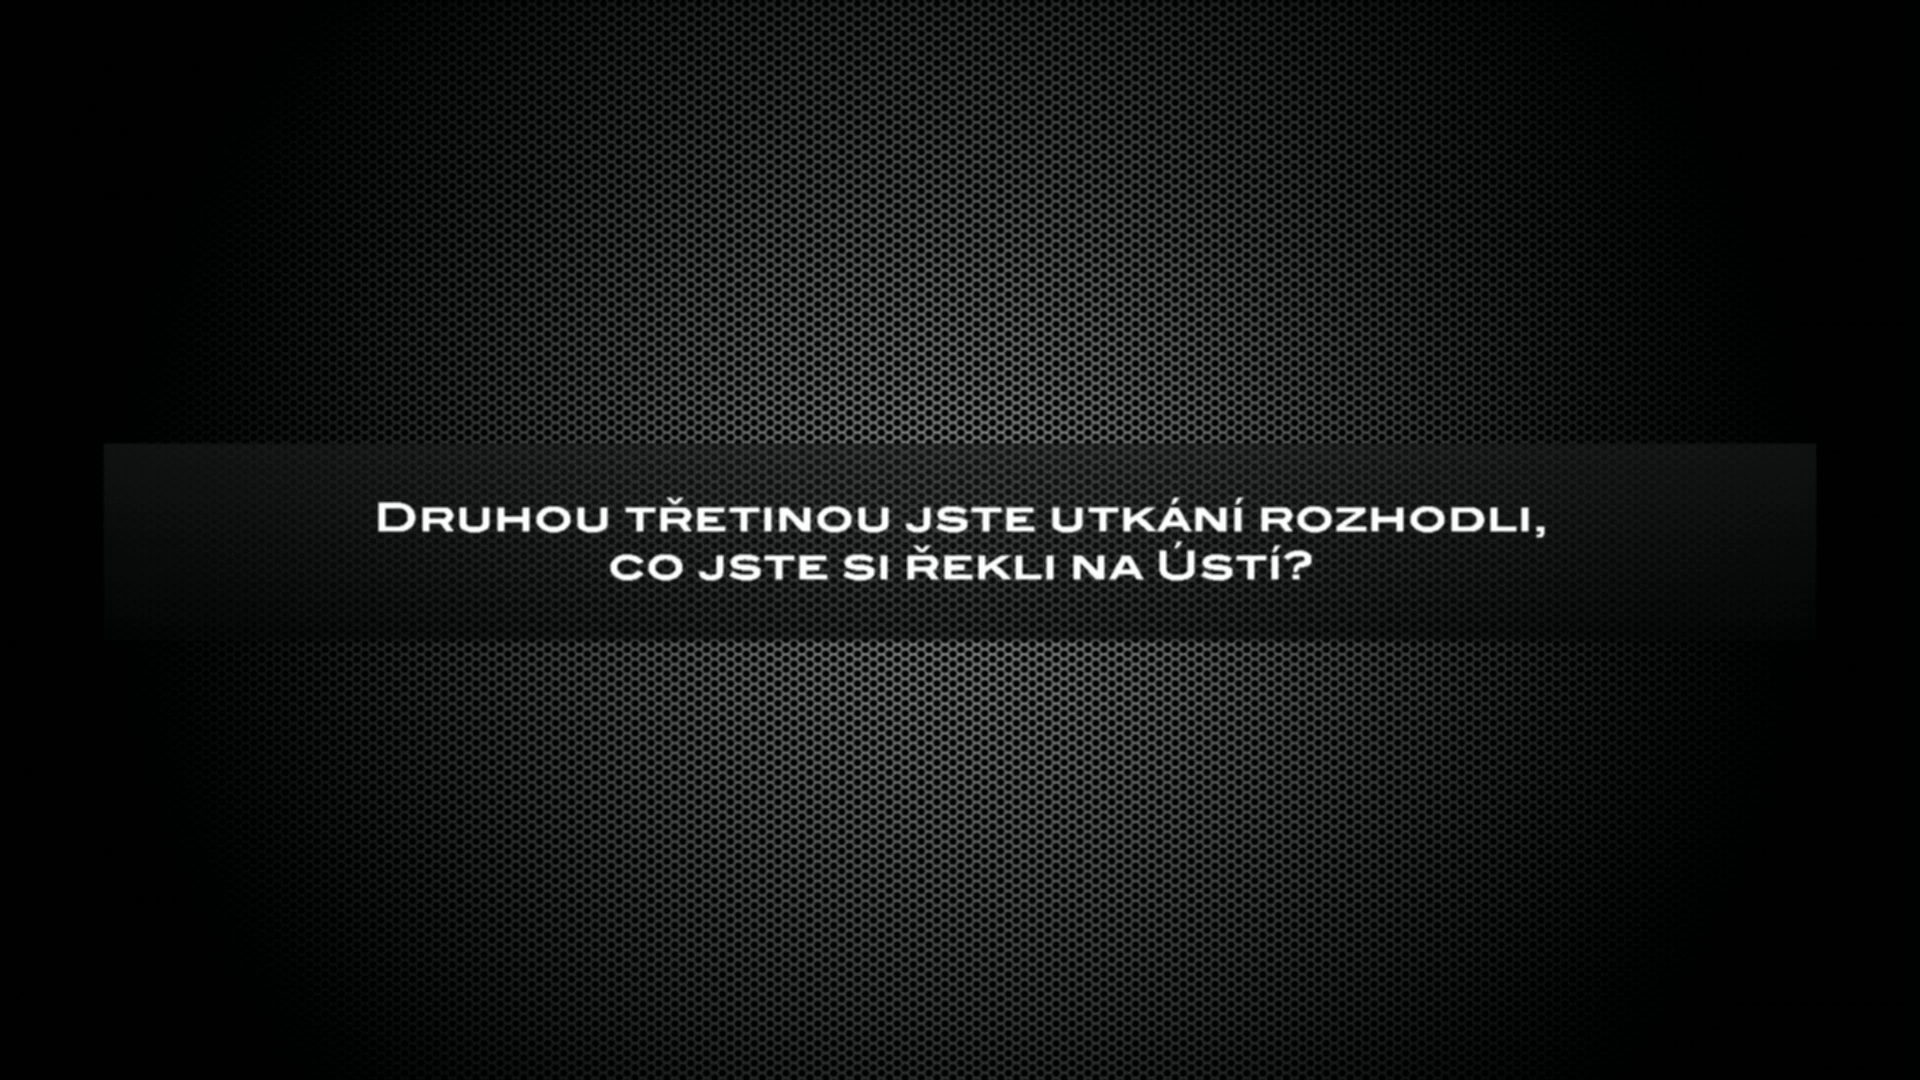 Druhou třetinou jste utkání rozhodli,
co jste si řekli na Ústí?